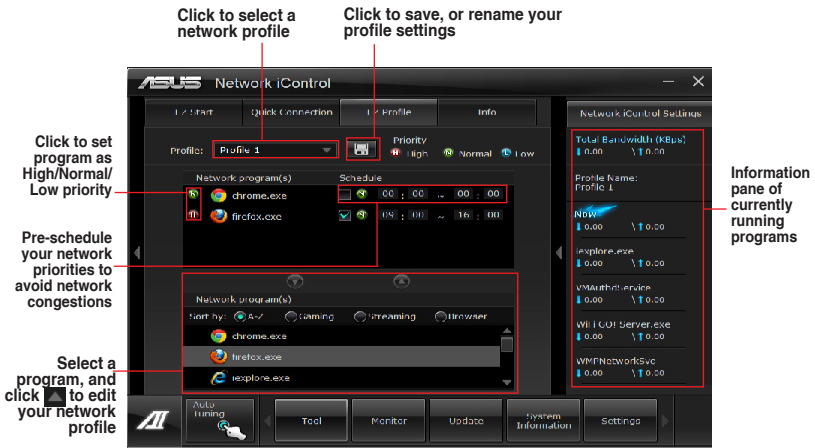 Click to select a
network profile
Click to save, or rename your
profile settings
ASUS Network iControl
EZ Start
Quick Connection
EZ Profile
Info
Network iControl Settings
Profile:
Profile 1
Priority
H High
N Normal
L Low
Click to set
program as
High/Normal/
Low priority
Network program(s)
Schedule
N chrome.exe
N 00 : 00 ~ 00 : 00
H firefox.exe
N 09 : 00 ~ 16 : 00
Pre-schedule
your network
priorities to
avoid network
congestions
Network program(s)
Sort by:
A-Z
Gaming
Streaming
Browser
chrome.exe
firefox.exe
iexplore.exe
Select a
program, and
click to edit
your network
profile
Total Bandwidth (KBps)
0.00 \ 0.00
Profile Name:
Profile 1
Now
0.00 \ 0.00
iexplore.exe
0.00 \ 0.00
VMAuthdService
0.00 \ 0.00
WiFi GO! Server.exe
0.00 \ 0.00
WMPNetworkSvc
0.00 \ 0.00
Information
pane of
currently
running
programs
Auto
Tuning
Tool
Monitor
Update
System
Information
Settings